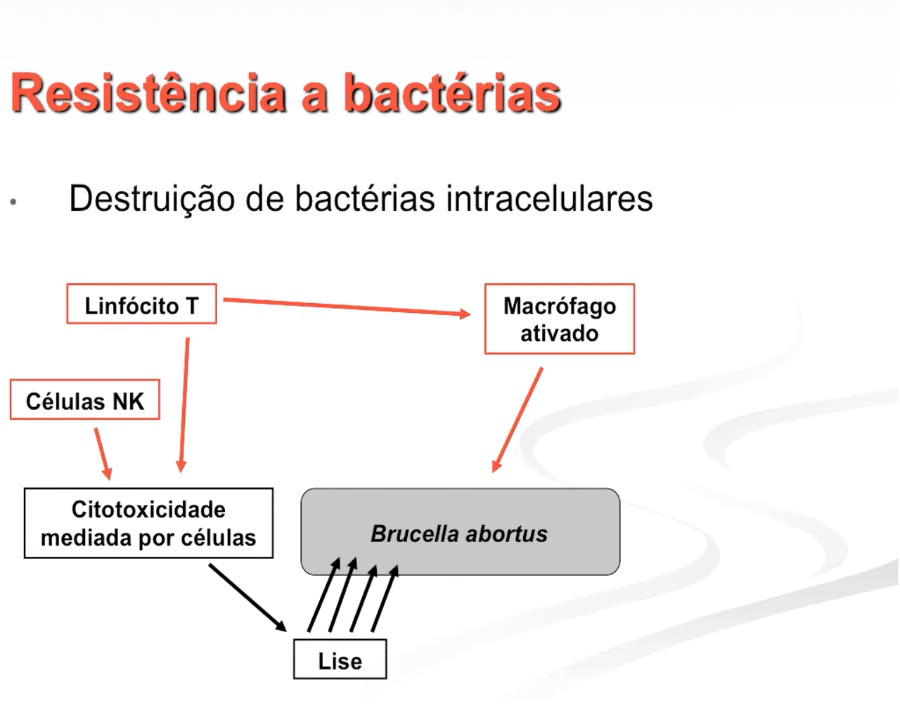 Resistência a bactérias
• Destruição de bactérias intracelulares
Linfócito T
Macrófago
ativado
Células NK
Citotoxicidade
mediada por células
Brucella abortus
Lise